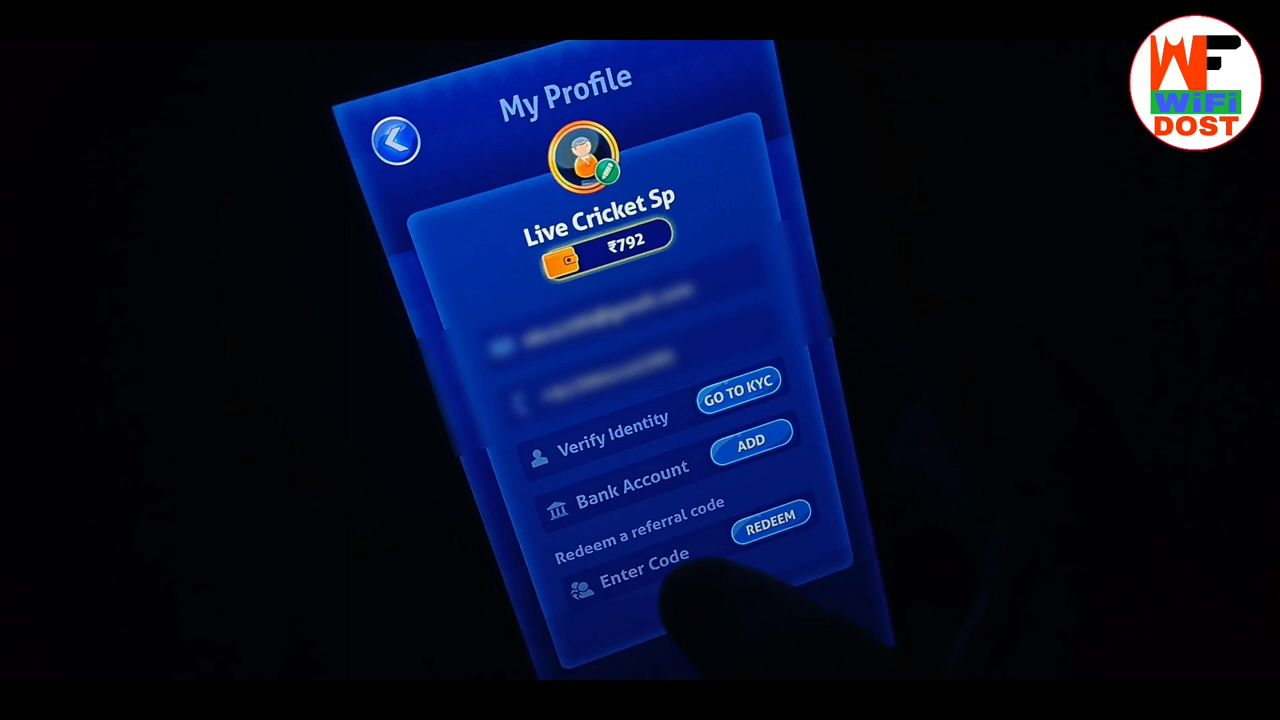 My Profile
Live Cricket Sp
₹792
Verify Identity
GO TO KYC
Bank Account
ADD
Redeem a referral code
Enter Code
REDEEM
WF
WiFi
DOST